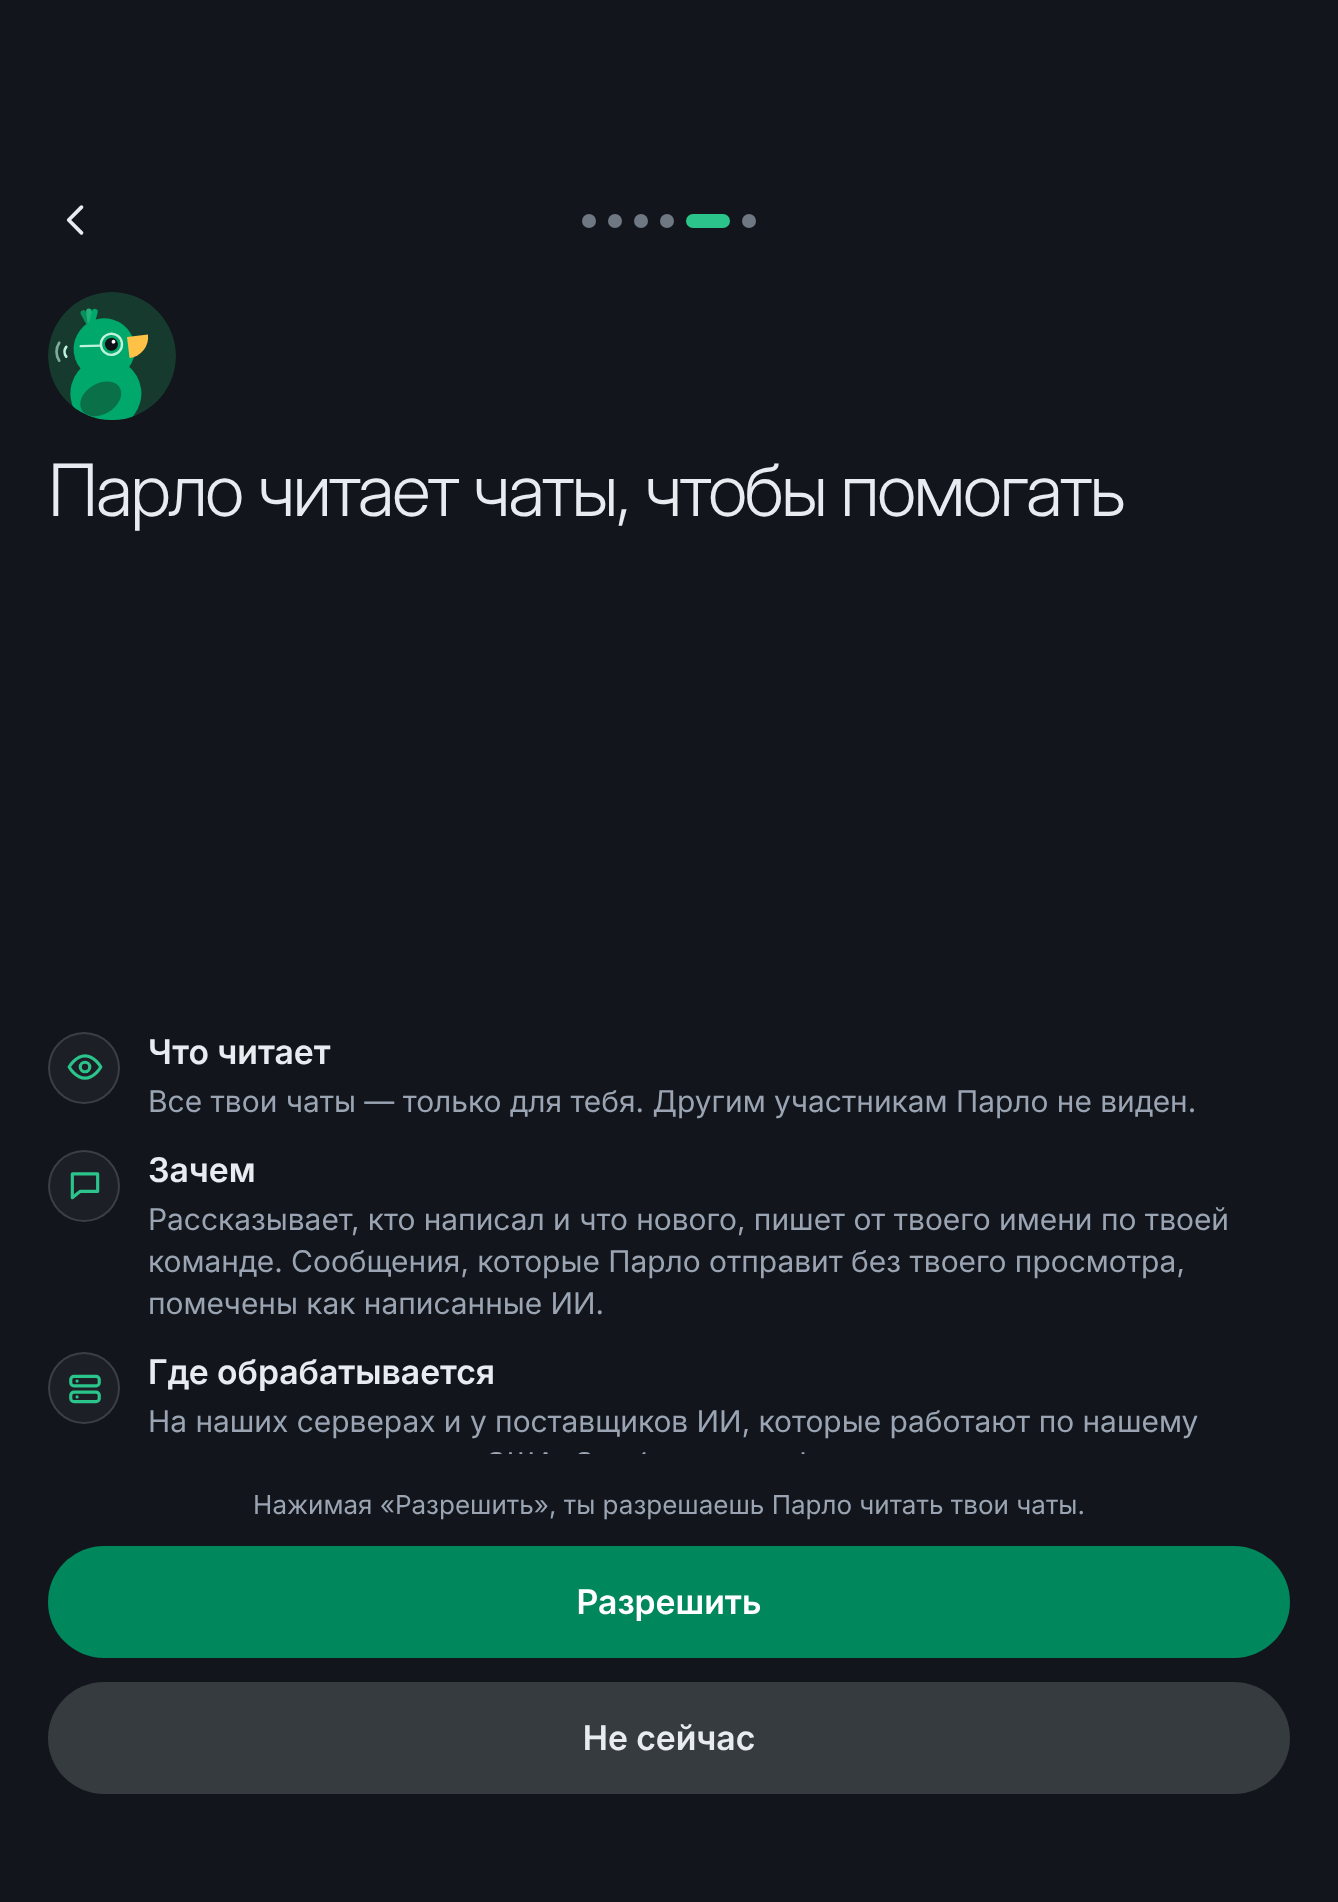 Парло читает чаты, чтобы помогать
Что читает
Все твои чаты — только для тебя. Другим участникам Парло не виден.
Зачем
Рассказывает, кто написал и что нового, пишет от твоего имени по твоей
команде. Сообщения, которые Парло отправит без твоего просмотра,
помечены как написанные ИИ.
Где обрабатывается
На наших серверах и у поставщиков ИИ, которые работают по нашему
Нажимая «Разрешить», ты разрешаешь Парло читать твои чаты.
Разрешить
Не сейчас